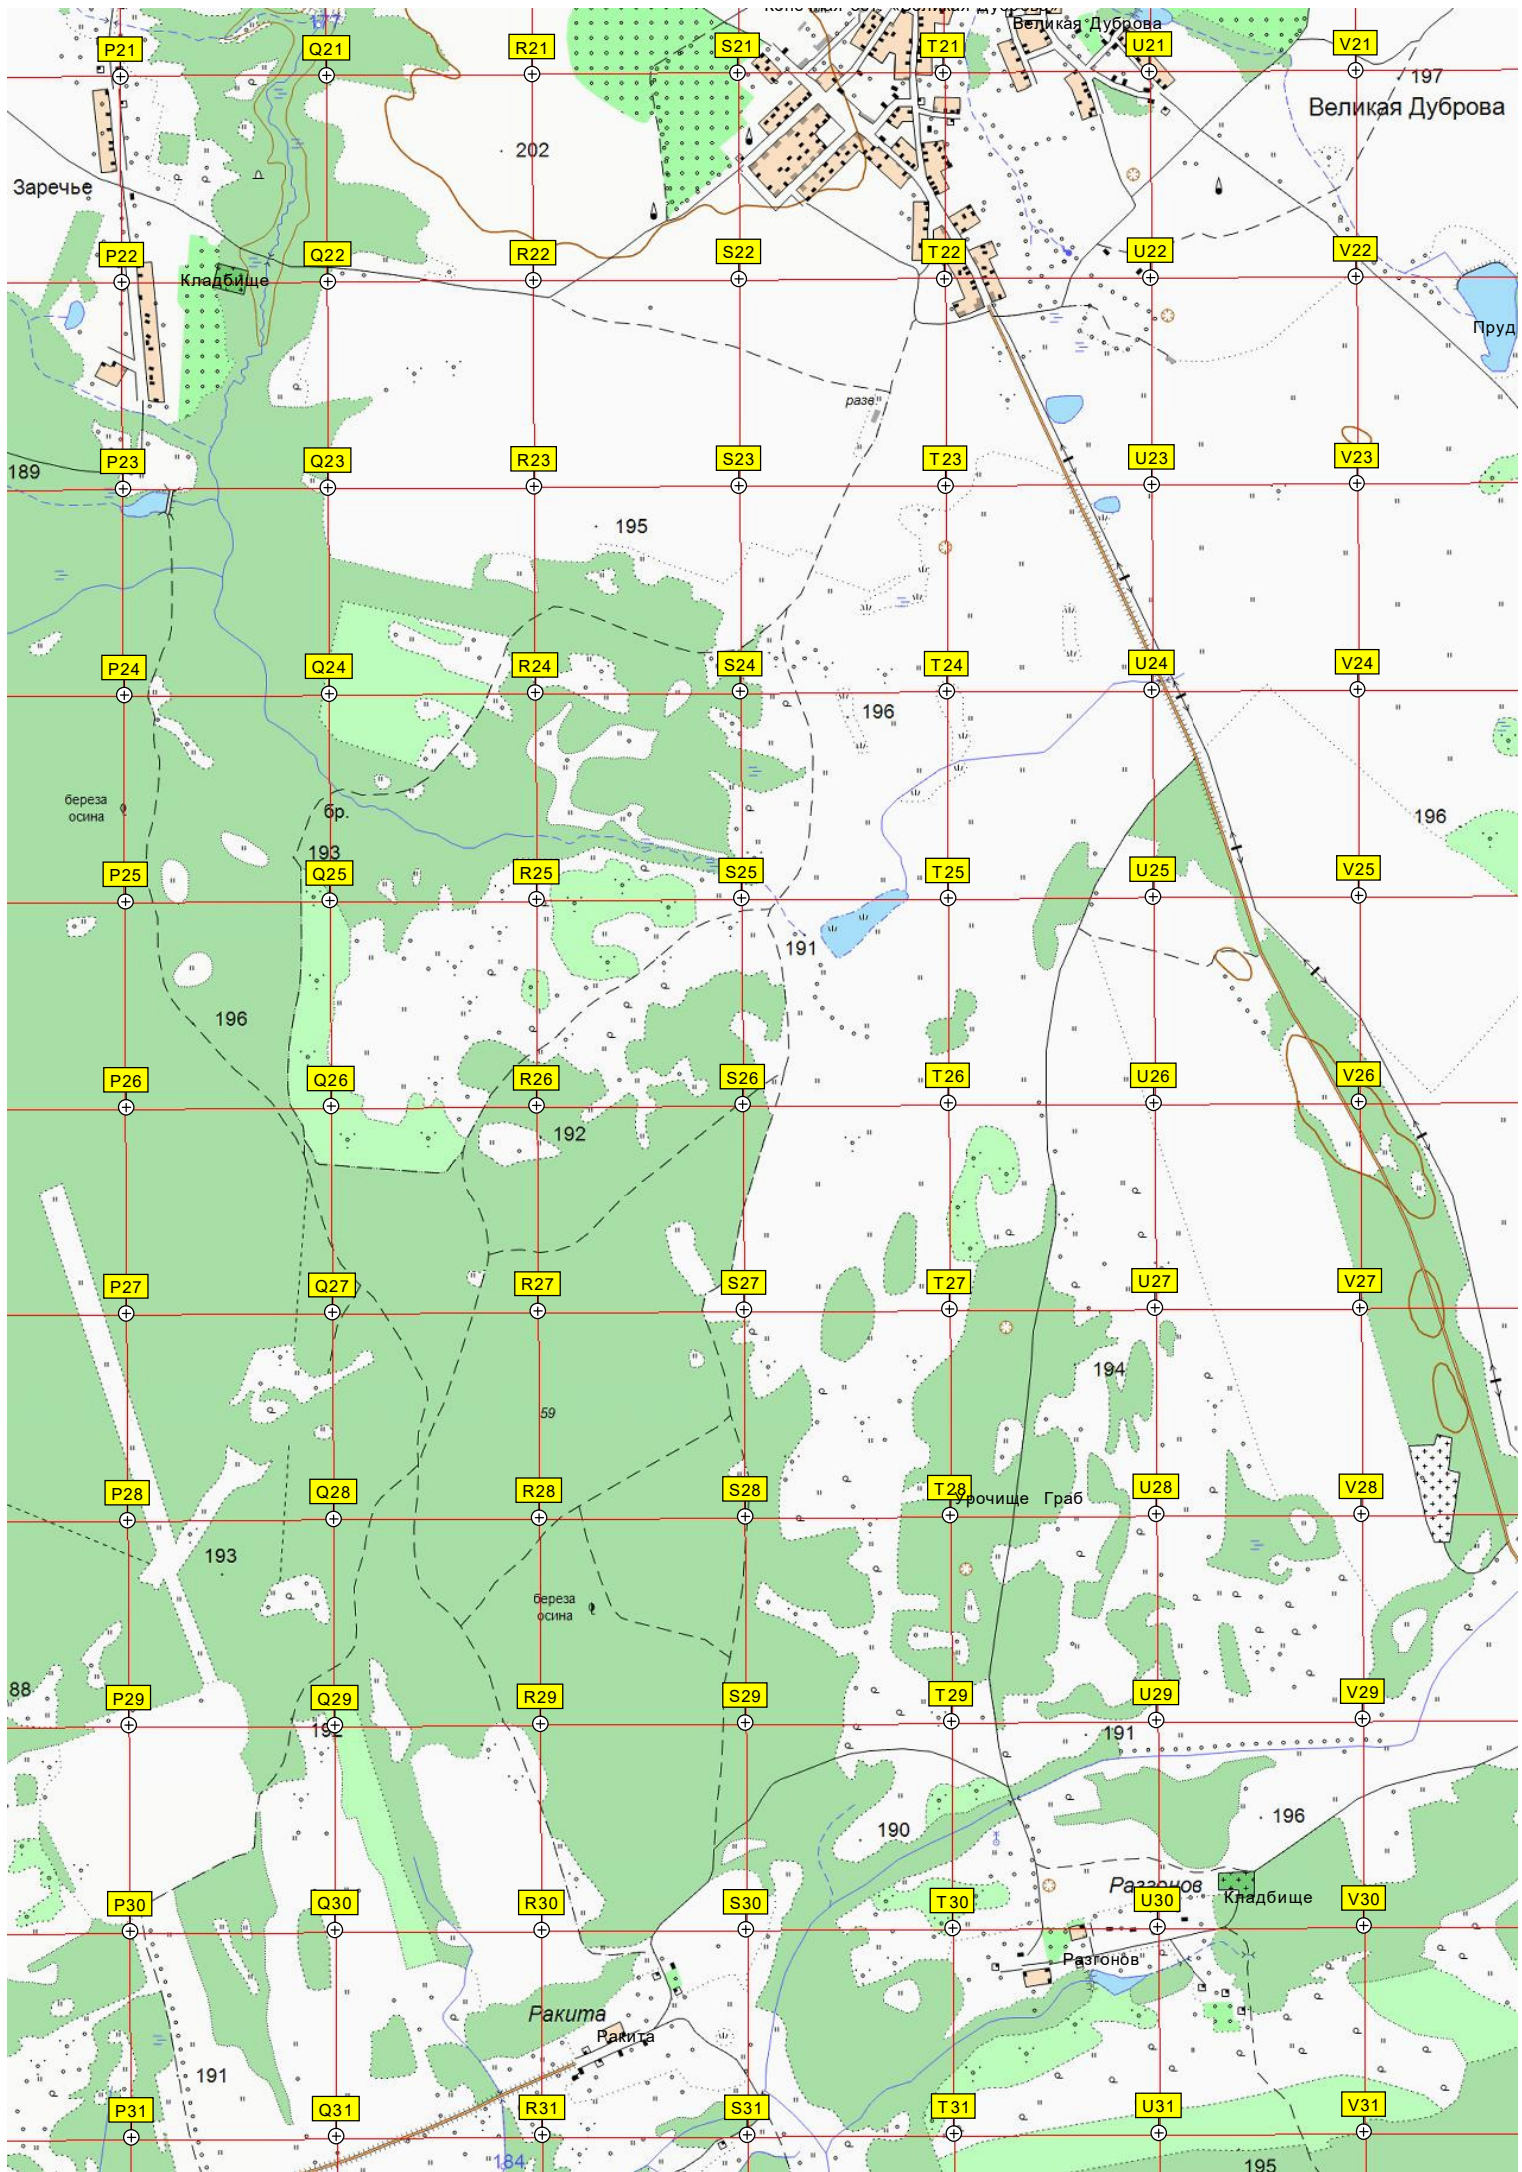 177
Великая Дуброва
P21
Q21
R21
S21
T21
U21
V21
197
Великая Дуброва
202
Заречье
P22
Q22
R22
S22
T22
U22
V22
Кладбище
Пруд
разв.
P23
Q23
R23
S23
T23
U23
V23
189
195
P24
Q24
R24
S24
T24
U24
V24
196
береза
осина
бр.
196
193
P25
Q25
R25
S25
T25
U25
V25
191
196
P26
Q26
R26
S26
T26
U26
V26
192
P27
Q27
R27
S27
T27
U27
V27
194
59
P28
Q28
R28
S28
T28
U28
V28
Урочище Граб
193
береза
осина
88
P29
Q29
R29
S29
T29
U29
V29
192
191
196
190
Разгонов
Кладбище
P30
Q30
R30
S30
T30
U30
V30
Разгонов
Ракита
Ракита
191
P31
Q31
R31
S31
T31
U31
V31
184
195